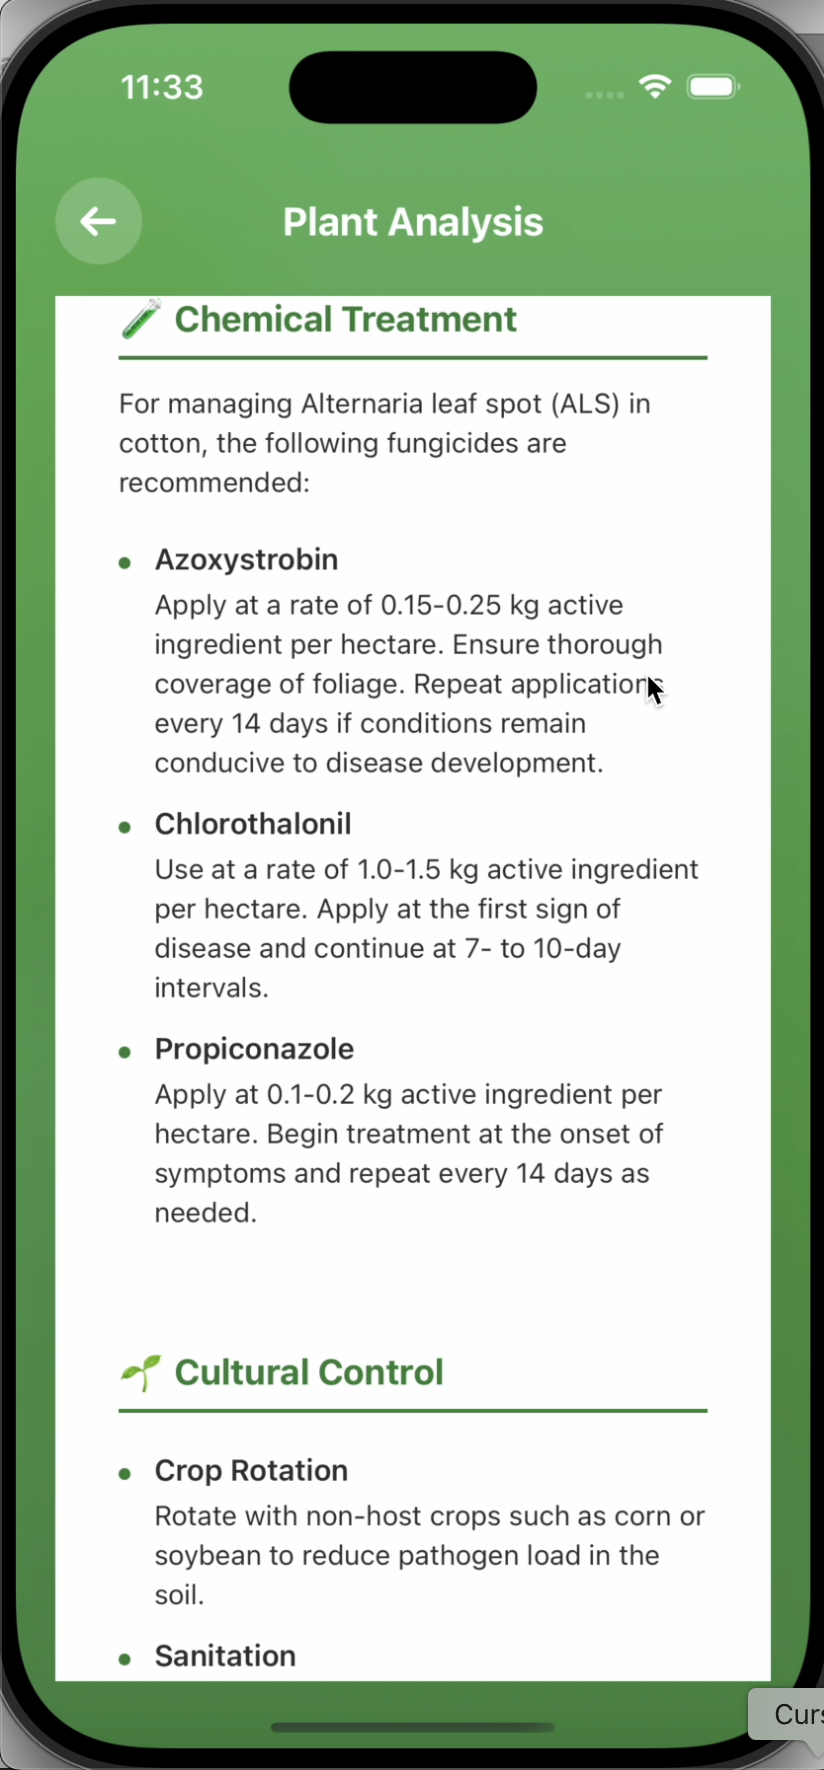 11:33
Plant Analysis
Chemical Treatment
For managing Alternaria leaf spot (ALS) in
cotton, the following fungicides are
recommended:
Azoxystrobin
Apply at a rate of 0.15-0.25 kg active
ingredient per hectare. Ensure thorough
coverage of foliage. Repeat applications
every 14 days if conditions remain
conducive to disease development.
Chlorothalonil
Use at a rate of 1.0-1.5 kg active ingredient
per hectare. Apply at the first sign of
disease and continue at 7- to 10-day
intervals.
Propiconazole
Apply at 0.1-0.2 kg active ingredient per
hectare. Begin treatment at the onset of
symptoms and repeat every 14 days as
needed.
Cultural Control
Crop Rotation
Rotate with non-host crops such as corn or
soybean to reduce pathogen load in the
soil.
Sanitation